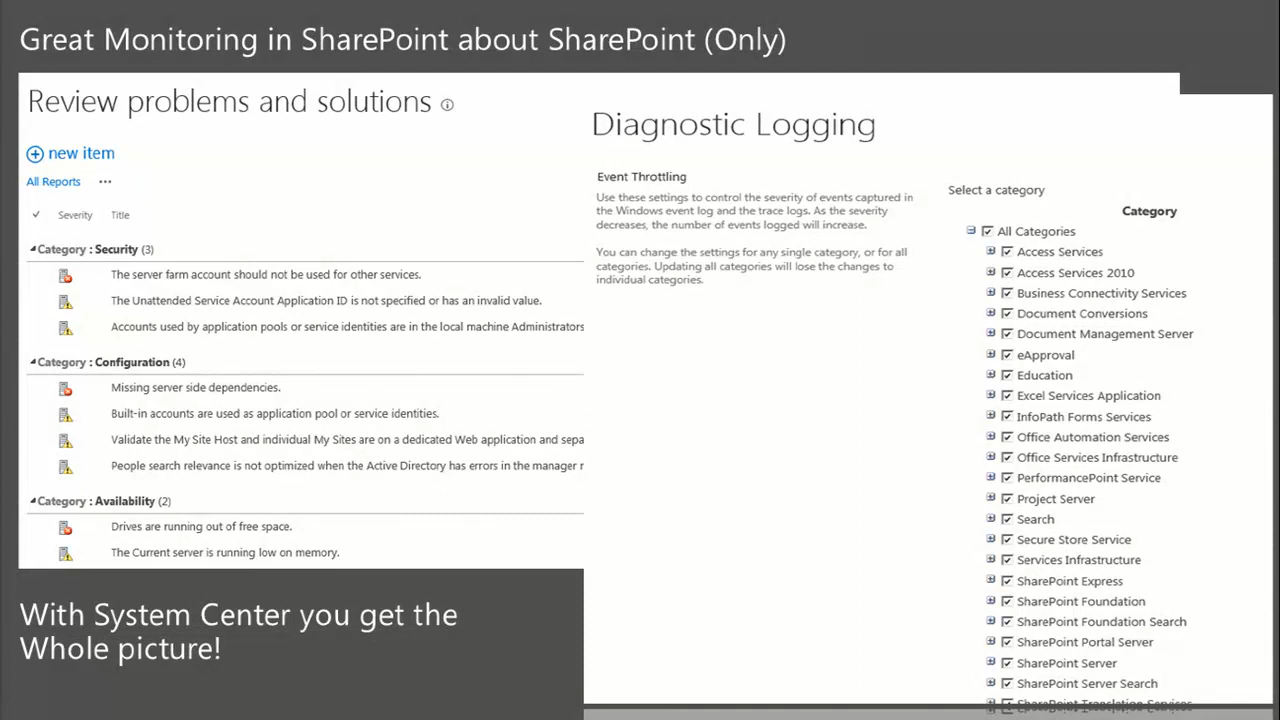 Great Monitoring in SharePoint about SharePoint (Only)
Review problems and solutions
new item
All Reports ...
Severity Title
Category : Security (3)
The server farm account should not be used for other services.
The Unattended Service Account Application ID is not specified or has an invalid value.
Accounts used by application pools or service identities are in the local machine Administrators
Category : Configuration (4)
Missing server side dependencies.
Built-in accounts are used as application pool or service identities.
Validate the My Site Host and individual My Sites are on a dedicated Web application and sepa
People search relevance is not optimized when the Active Directory has errors in the manager r
Category : Availability (2)
Drives are running out of free space.
The Current server is running low on memory.
With System Center you get the
Whole picture!
Diagnostic Logging
Event Throttling
Use these settings to control the severity of events captured in
the Windows event log and the trace logs. As the severity
decreases, the number of events logged will increase.
You can change the settings for any single category, or for all
categories. Updating all categories will lose the changes to
individual categories.
Select a category
Category
All Categories
Access Services
Access Services 2010
Business Connectivity Services
Document Conversions
Document Management Server
eApproval
Education
Excel Services Application
InfoPath Forms Services
Office Automation Services
Office Services Infrastructure
PerformancePoint Service
Project Server
Search
Secure Store Service
Services Infrastructure
SharePoint Express
SharePoint Foundation
SharePoint Foundation Search
SharePoint Portal Server
SharePoint Server
SharePoint Server Search
SharePoint Translation Services